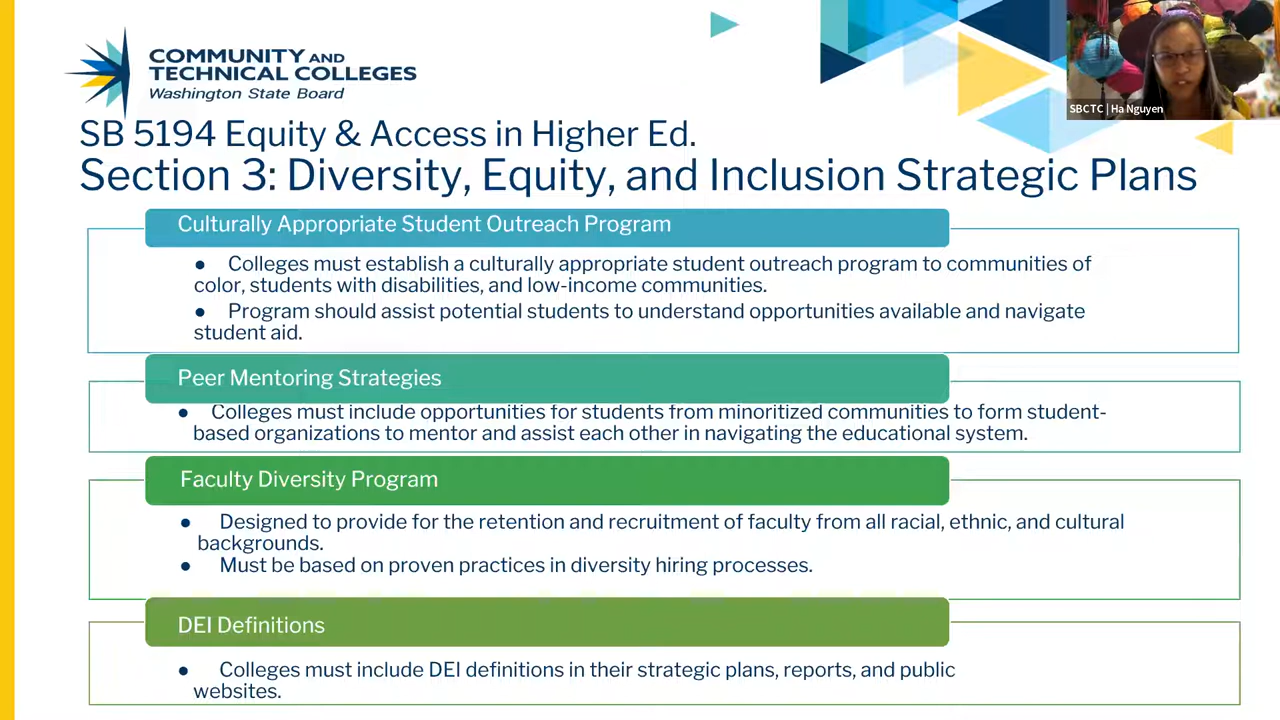 COMMUNITY AND
TECHNICAL COLLEGES
Washington State Board
SBCTC | Ha Nguyen
SB 5194 Equity & Access in Higher Ed.
Section 3: Diversity, Equity, and Inclusion Strategic Plans
Culturally Appropriate Student Outreach Program
● Colleges must establish a culturally appropriate student outreach program to communities of
color, students with disabilities, and low-income communities.
● Program should assist potential students to understand opportunities available and navigate
student aid.
Peer Mentoring Strategies
● Colleges must include opportunities for students from minoritized communities to form student-
based organizations to mentor and assist each other in navigating the educational system.
Faculty Diversity Program
● Designed to provide for the retention and recruitment of faculty from all racial, ethnic, and cultural
backgrounds.
● Must be based on proven practices in diversity hiring processes.
DEI Definitions
● Colleges must include DEI definitions in their strategic plans, reports, and public
websites.